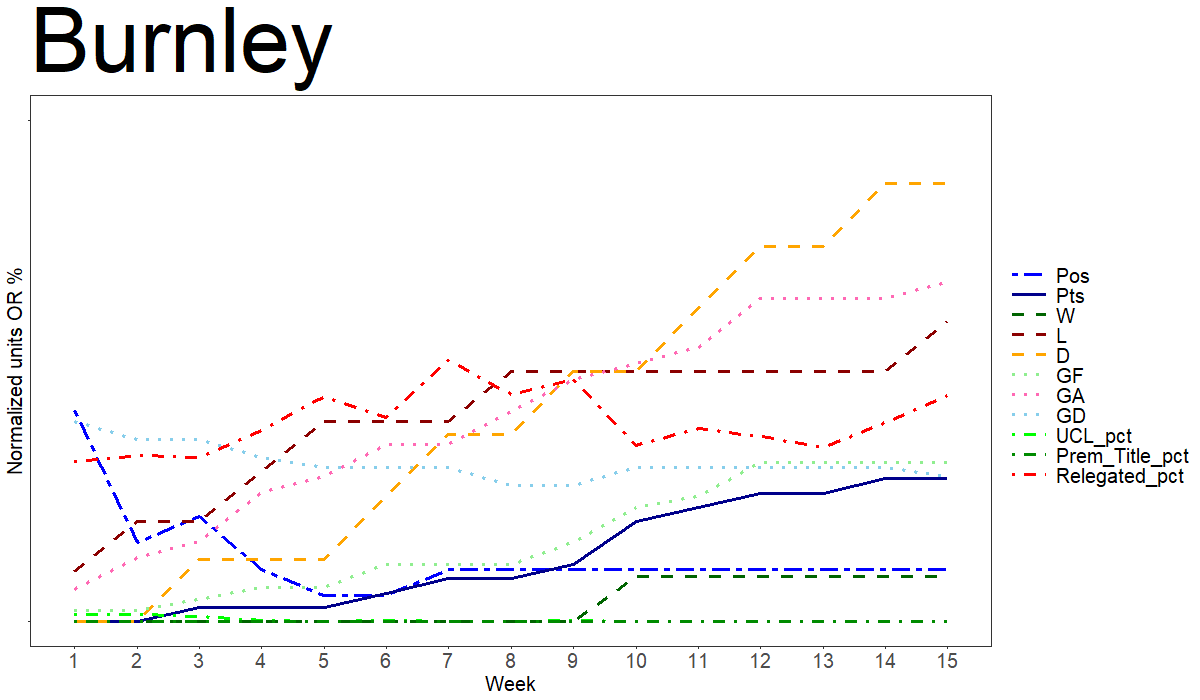 Burnley
Normalized units OR %
Pos
Pts
W
L
D
GF
GA
GD
UCL_pct
Prem_Title_pct
Relegated_pct
1 2 3 4 5 6 7 8 9 10 11 12 13 14 15
Week